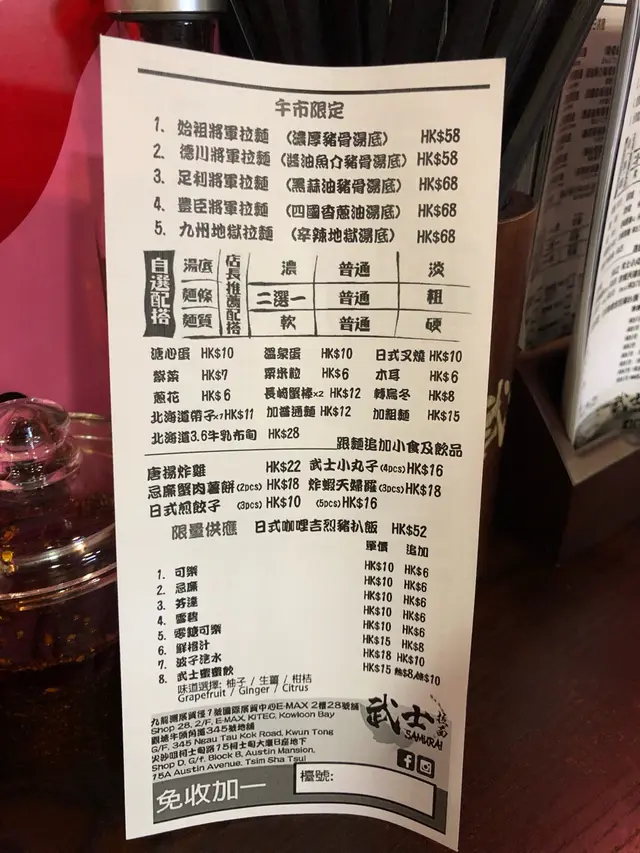 午市限定
1. 始祖將軍拉麵 (濃厚豬骨湯底) HK$58
2. 德川將軍拉麵 (醬油魚介豬骨湯底) HK$58
3. 足利將軍拉麵 (黑蒜油豬骨湯底) HK$68
4. 豐臣將軍拉麵 (四國香蔥油湯底) HK$68
5. 九州地獄拉麵 (辛辣地獄湯底) HK$68
自選配搭 店長推薦配搭
湯底 濃 普通 淡
麵條 二選一 普通 粗
麵質 軟 普通 硬
溏心蛋 HK$10 溫泉蛋 HK$10 日式叉燒 HK$10
紫菜 HK$7 粟米粒 HK$6 木耳 HK$6
蔥花 HK$6 長崎蟹棒×2 HK$12 轉烏冬 HK$8
北海道帶子×1 HK$11 加普通麵 HK$12 加粗麵 HK$15
北海道3.6牛乳布甸 HK$28
跟麵追加小食及飲品
唐揚炸雞 HK$22 武士小丸子 (4pcs) HK$16
忌廉蟹肉薯餅 (2pcs) HK$18 炸蝦天婦羅 (3pcs) HK$18
日式煎餃子 (3pcs) HK$10 (5pcs) HK$16
限量供應 日式咖哩吉烈豬扒飯 HK$52
單價 追加
1. 可樂 HK$10 HK$6
2. 忌廉 HK$10 HK$6
3. 芬達 HK$10 HK$6
4. 雪碧 HK$10 HK$6
5. 零糖可樂 HK$10 HK$6
6. 鮮橙汁 HK$15 HK$8
7. 波子汽水 HK$18 HK$10
8. 武士蜜蜜飲 HK$15 熱$8/凍$10
味道選擇: 柚子 / 生薑 / 柑桔
Grapefruit / Ginger / Citrus
九龍灣展貿徑1號國際展貿中心E-MAX 2樓28號舖
Shop 28, 2/F, E-MAX, KITEC, Kowloon Bay
觀塘牛頭角道345號地舖
G/F, 345 Ngau Tau Kok Road, Kwun Tong
尖沙咀柯士甸路15柯士甸大廈B座地下
Shop D, G/f, Block B, Austin Mansion,
15A Austin Avenue, Tsim Sha Tsui
武士拉麵
SAMURAI
免收加一
檯號: